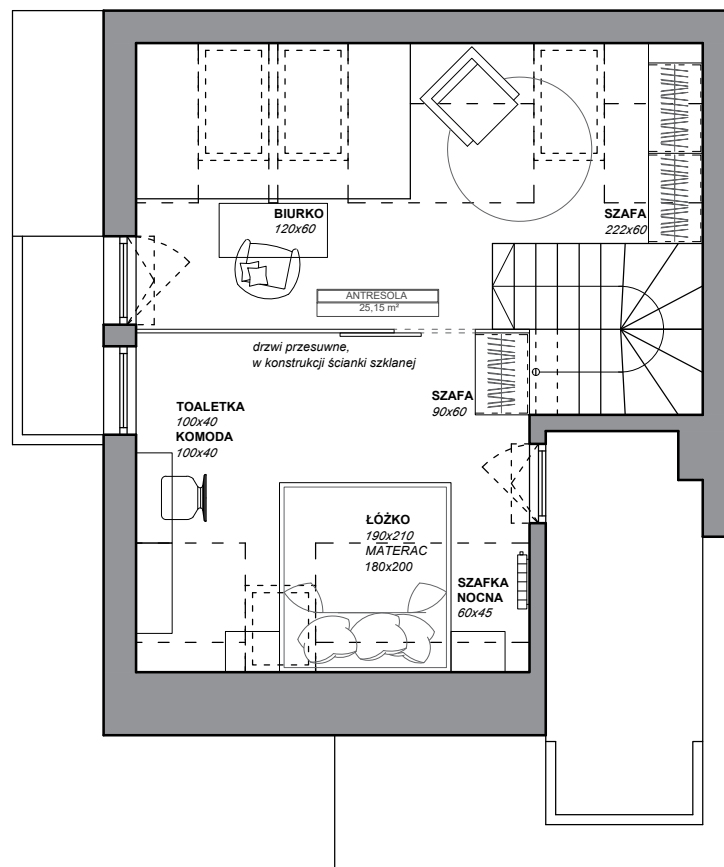 BIURKO
120x60
SZAFA
222x60
ANTRESOLA
25,15 m²
drzwi przesuwne,
w konstrukcji ścianki szklanej
SZAFA
90x60
TOALETKA
100x40
KOMODA
100x40
ŁÓŻKO
190x210
MATERAC
180x200
SZAFKA
NOCNA
60x45